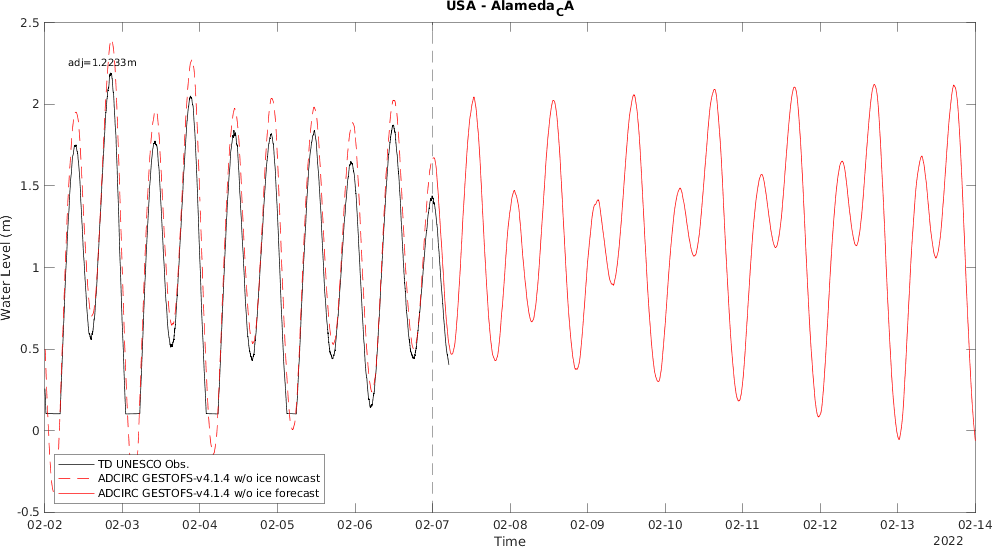 USA - Alameda_CA
2.5
adj=1.2233m
2
1.5
Water Level (m)
1
0.5
0
TD UNESCO Obs.
ADCIRC GESTOFS-v4.1.4 w/o ice nowcast
ADCIRC GESTOFS-v4.1.4 w/o ice forecast
-0.5
02-02 02-03 02-04 02-05 02-06 02-07 02-08 02-09 02-10 02-11 02-12 02-13 02-14
Time
2022